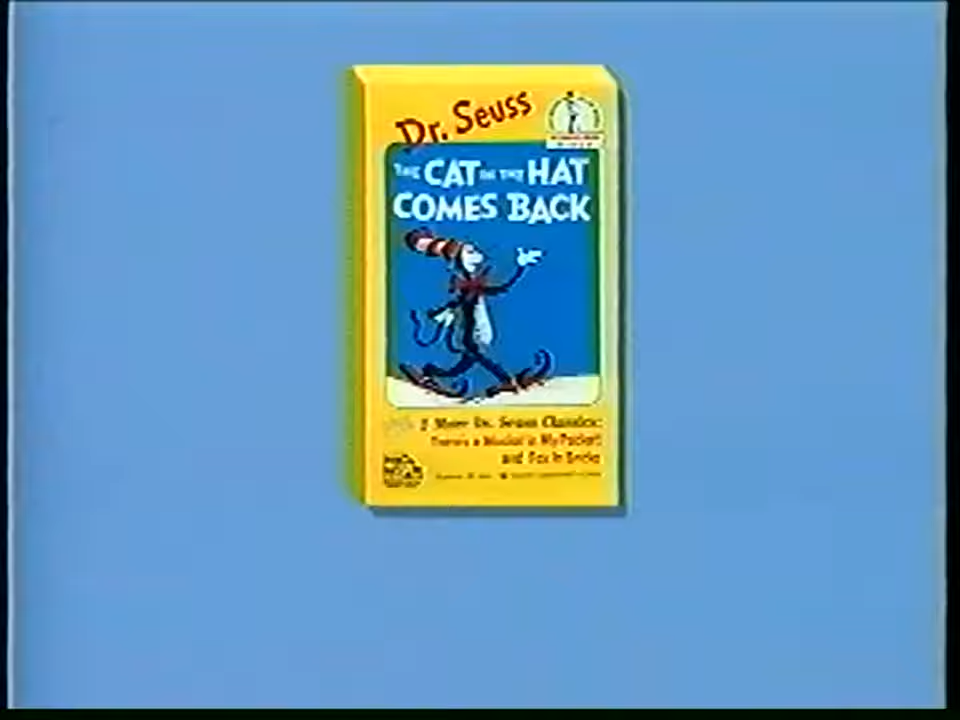 Dr. Seuss
THE CAT IN THE HAT
COMES BACK
2 More Dr. Seuss Classics:
There's a Wocket in My Pocket!
and Fox in Socks